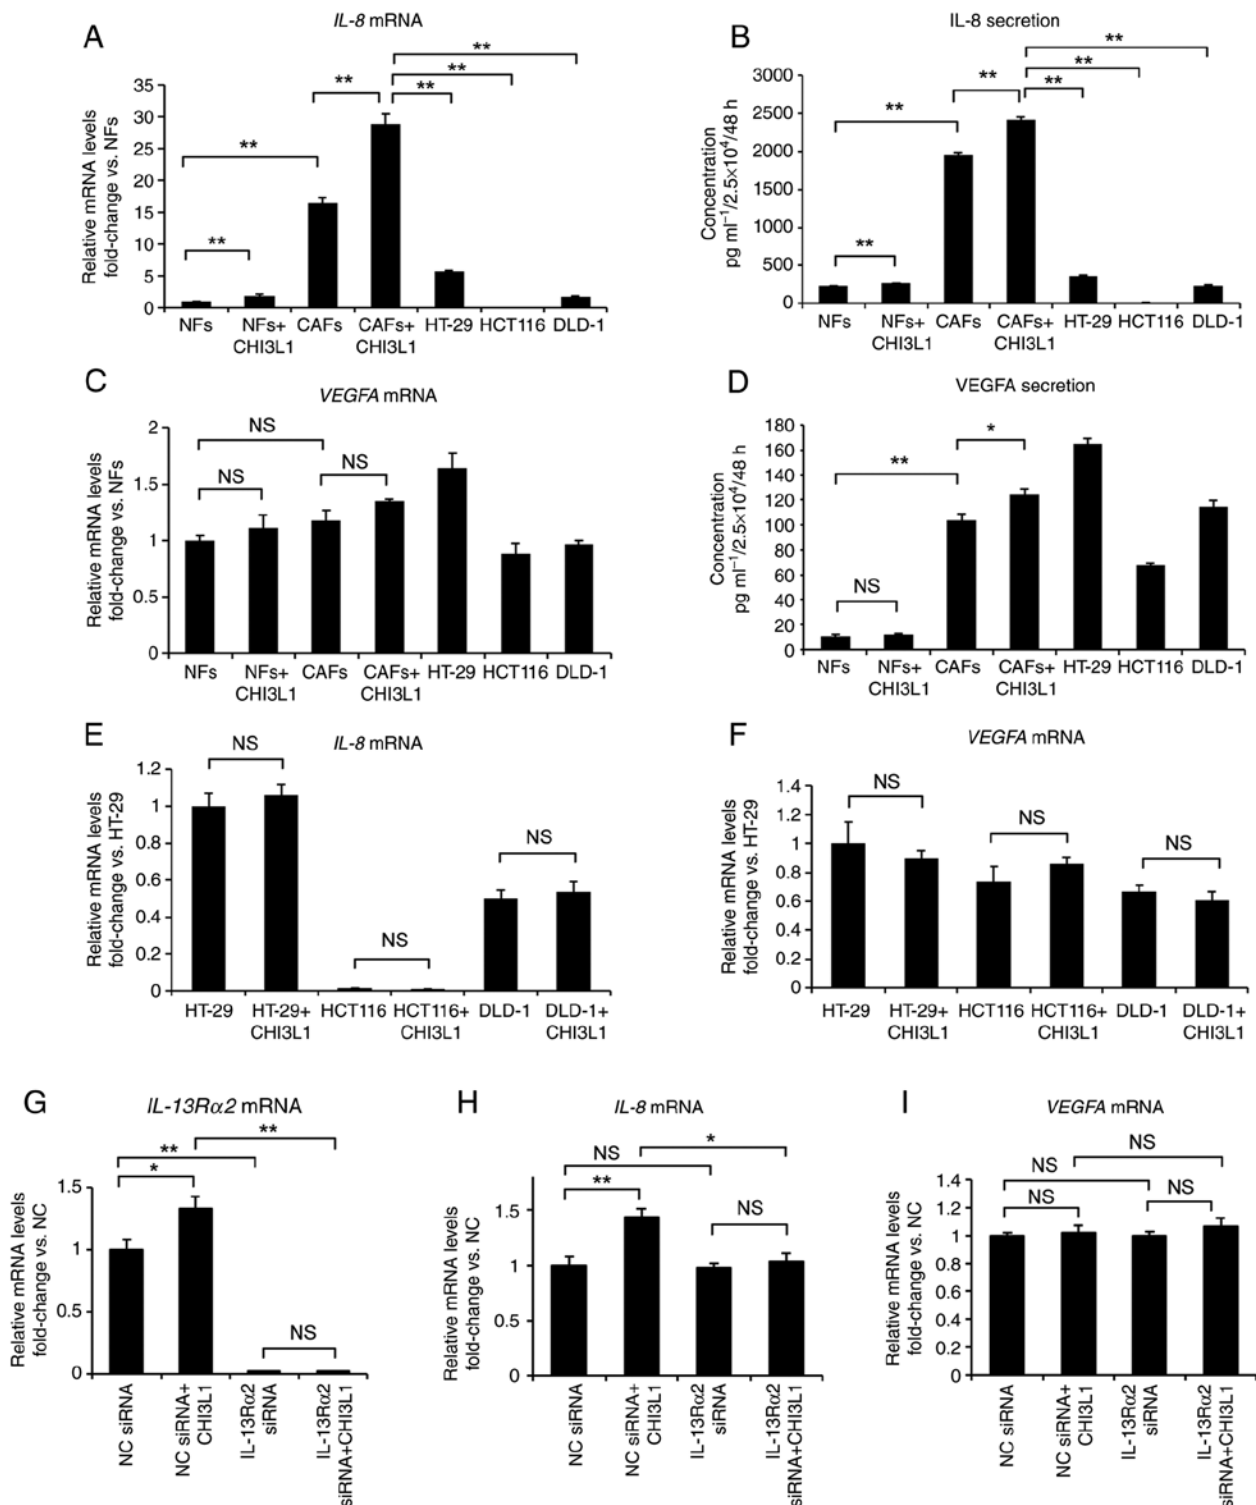 A
IL-8 mRNA
Relative mRNA levels
fold-change vs. NFs
35
30
25
20
15
10
5
0
**
**
**
**
**
**
NFs
NFs+
CHI3L1
CAFs
CAFs+
CHI3L1
HT-29
HCT116
DLD-1
B
IL-8 secretion
Concentration
pg ml⁻¹/2.5×10⁴/48 h
3000
2500
2000
1500
1000
500
0
**
**
**
**
**
**
NFs
NFs+
CHI3L1
CAFs
CAFs+
CHI3L1
HT-29
HCT116
DLD-1
C
VEGFA mRNA
Relative mRNA levels
fold-change vs. NFs
2
1.5
1
0.5
0
NS
NS
NS
NFs
NFs+
CHI3L1
CAFs
CAFs+
CHI3L1
HT-29
HCT116
DLD-1
D
VEGFA secretion
Concentration
pg ml⁻¹/2.5×10⁴/48 h
180
160
140
120
100
80
60
40
20
0
*
**
NS
NFs
NFs+
CHI3L1
CAFs
CAFs+
CHI3L1
HT-29
HCT116
DLD-1
E
IL-8 mRNA
Relative mRNA levels
fold-change vs. HT-29
1.2
1
0.8
0.6
0.4
0.2
0
NS
NS
NS
HT-29
HT-29+
CHI3L1
HCT116
HCT116+
CHI3L1
DLD-1
DLD-1+
CHI3L1
F
VEGFA mRNA
Relative mRNA levels
fold-change vs. HT-29
1.4
1.2
1
0.8
0.6
0.4
0.2
0
NS
NS
NS
HT-29
HT-29+
CHI3L1
HCT116
HCT116+
CHI3L1
DLD-1
DLD-1+
CHI3L1
G
IL-13Rα2 mRNA
Relative mRNA levels
fold-change vs. NC
1.5
1
0.5
0
**
**
*
NS
NC siRNA
NC siRNA+
CHI3L1
IL-13Rα2
siRNA
IL-13Rα2
siRNA+CHI3L1
H
IL-8 mRNA
Relative mRNA levels
fold-change vs. NC
1.5
1
0.5
0
*
NS
**
NS
NC siRNA
NC siRNA+
CHI3L1
IL-13Rα2
siRNA
IL-13Rα2
siRNA+CHI3L1
I
VEGFA mRNA
Relative mRNA levels
fold-change vs. NC
1.4
1.2
1
0.8
0.6
0.4
0.2
0
NS
NS
NS
NS
NC siRNA
NC siRNA+
CHI3L1
IL-13Rα2
siRNA
IL-13Rα2
siRNA+CHI3L1